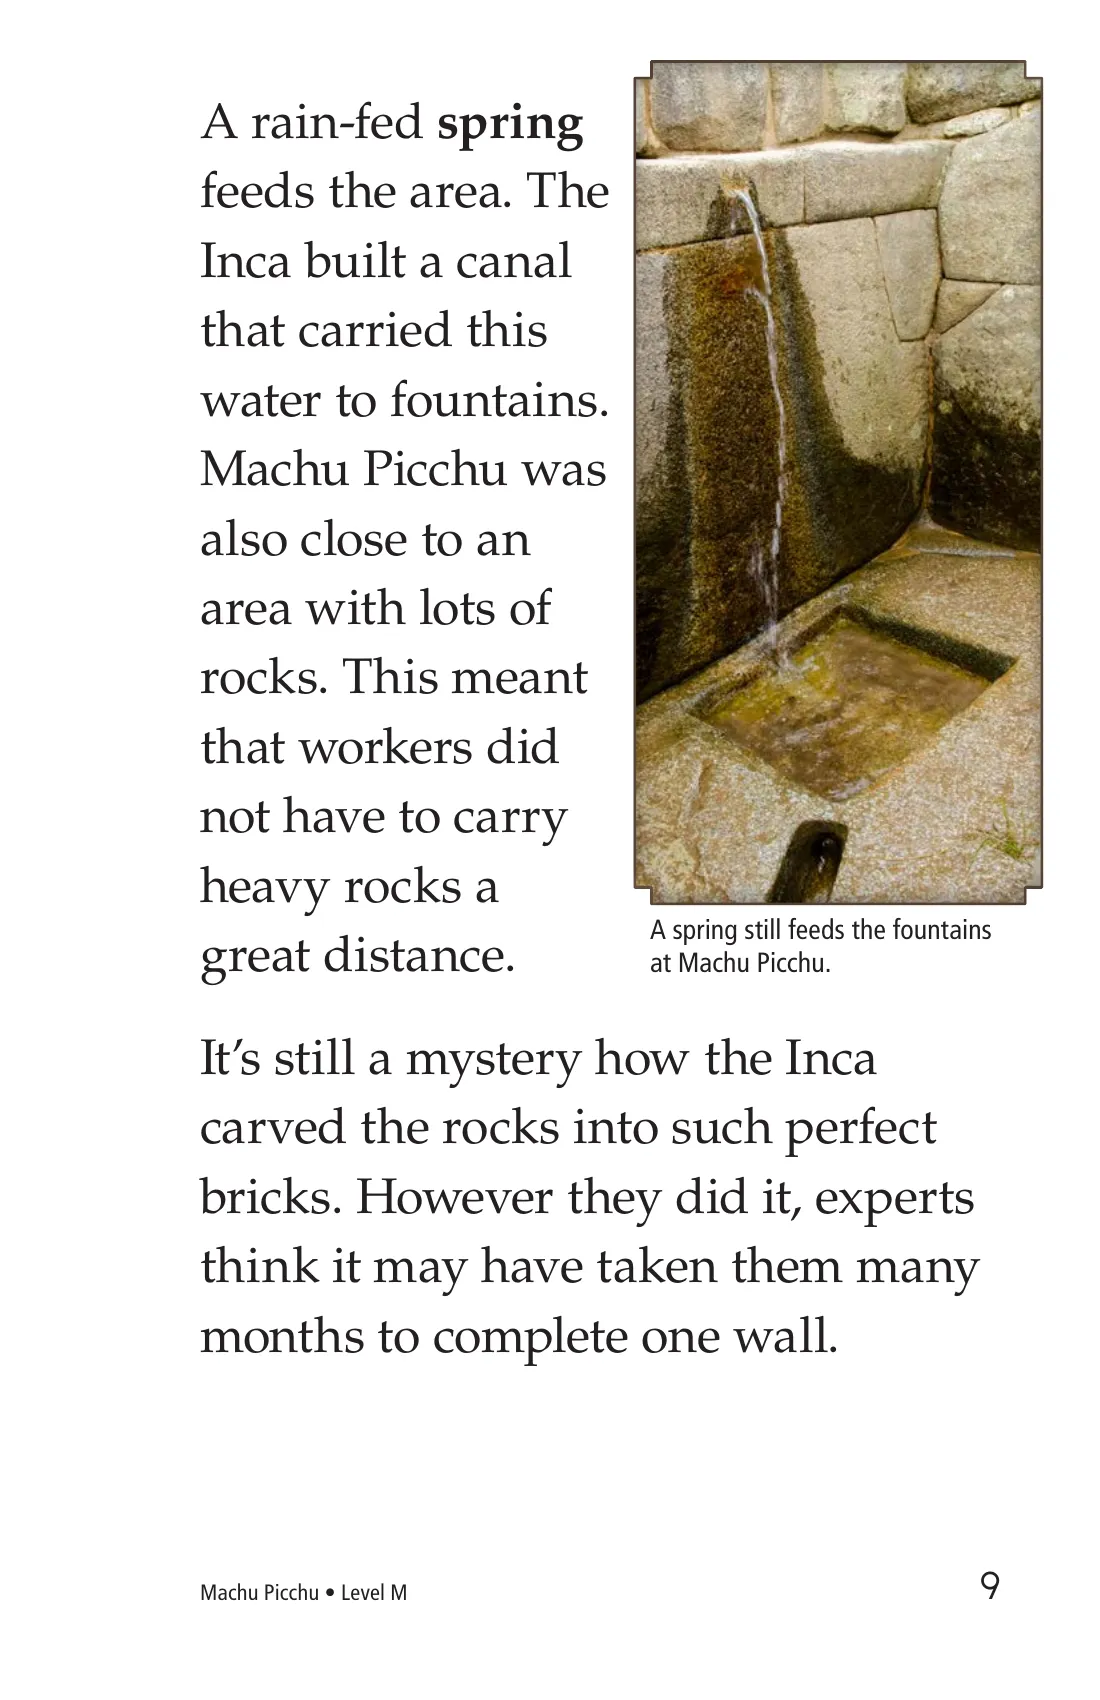 A rain-fed spring
feeds the area. The
Inca built a canal
that carried this
water to fountains.
Machu Picchu was
also close to an
area with lots of
rocks. This meant
that workers did
not have to carry
heavy rocks a
great distance.
A spring still feeds the fountains
at Machu Picchu.
It’s still a mystery how the Inca
carved the rocks into such perfect
bricks. However they did it, experts
think it may have taken them many
months to complete one wall.
Machu Picchu • Level M
9